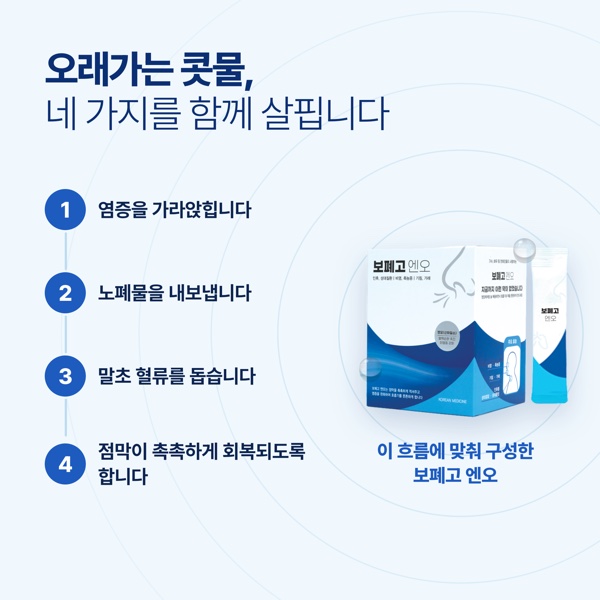 오래가는 콧물,
네 가지를 함께 살핍니다
1 염증을 가라앉힙니다
2 노폐물을 내보냅니다
3 말초 혈류를 돕습니다
4 점막이 촉촉하게 회복되도록
합니다
보폐고 엔오
보폐고 엔오
보폐고
엔오
KOREAN MEDICINE
이 흐름에 맞춰 구성한
보폐고 엔오